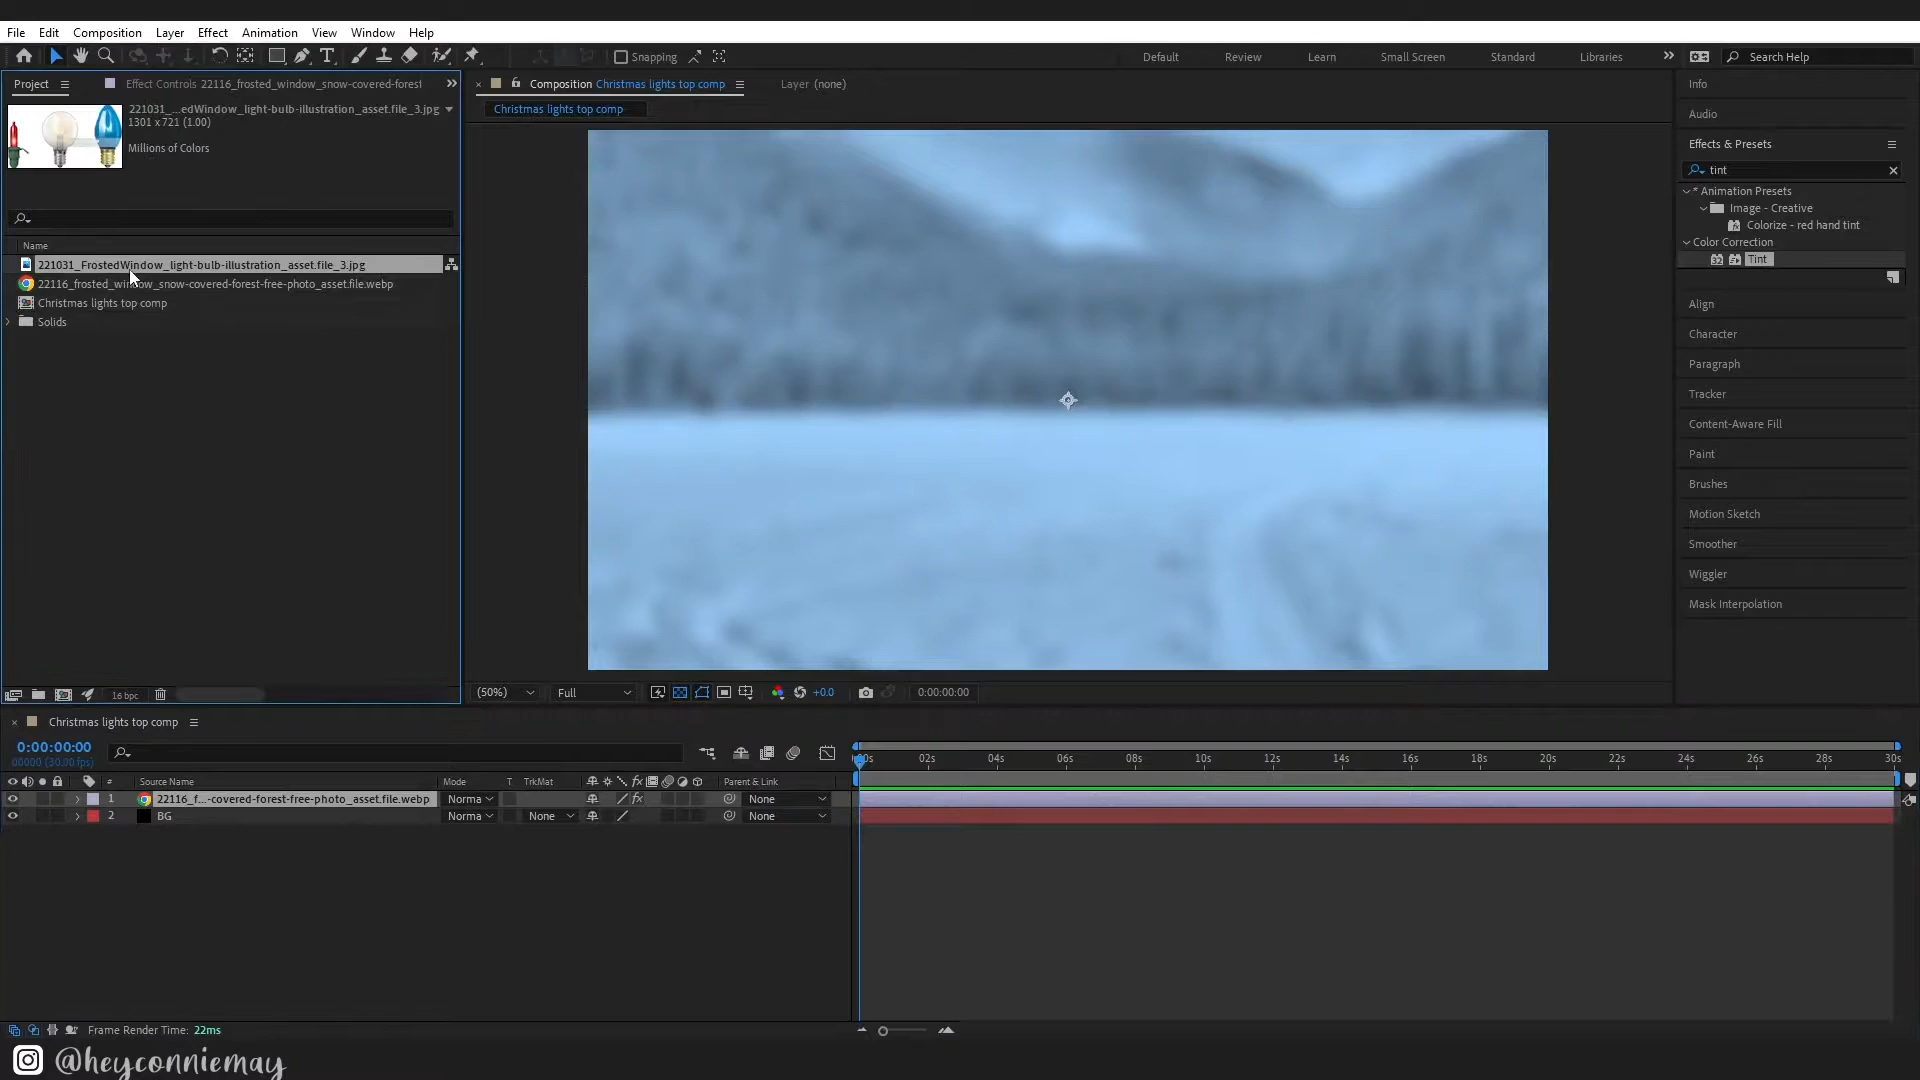 File Edit Composition Layer Effect Animation View Window Help
Snapping Default Review Learn Small Screen Standard Libraries Search Help
Project Effect Controls 22116_frosted_window_snow-covered-forest
221031_...edWindow_light-bulb-illustration_asset.file_3.jpg
1301 x 721 (1.00)
Millions of Colors
Name
221031_FrostedWindow_light-bulb-illustration_asset.file_3.jpg
22116_frosted_window_snow-covered-forest-free-photo_asset.file.webp
Christmas lights top comp
Solids
16 bpc
Composition Christmas lights top comp Layer (none)
Christmas lights top comp
(50%) Full +0.0 0:00:00:00
Info
Audio
Effects & Presets
tint
* Animation Presets
Image - Creative
Colorize - red hand tint
Color Correction
32 Tint
Align
Character
Paragraph
Tracker
Content-Aware Fill
Paint
Brushes
Motion Sketch
Smoother
Wiggler
Mask Interpolation
Christmas lights top comp
0:00:00:00
00000 (30.00 fps)
02s 04s 06s 08s 10s 12s 14s 16s 18s 20s 22s 24s 26s 28s 30s
# Source Name Mode T TrkMat fx Parent & Link
1 22116_f...-covered-forest-free-photo_asset.file.webp Norma fx None
2 BG Norma None None
Frame Render Time: 22ms
@heyconniemay